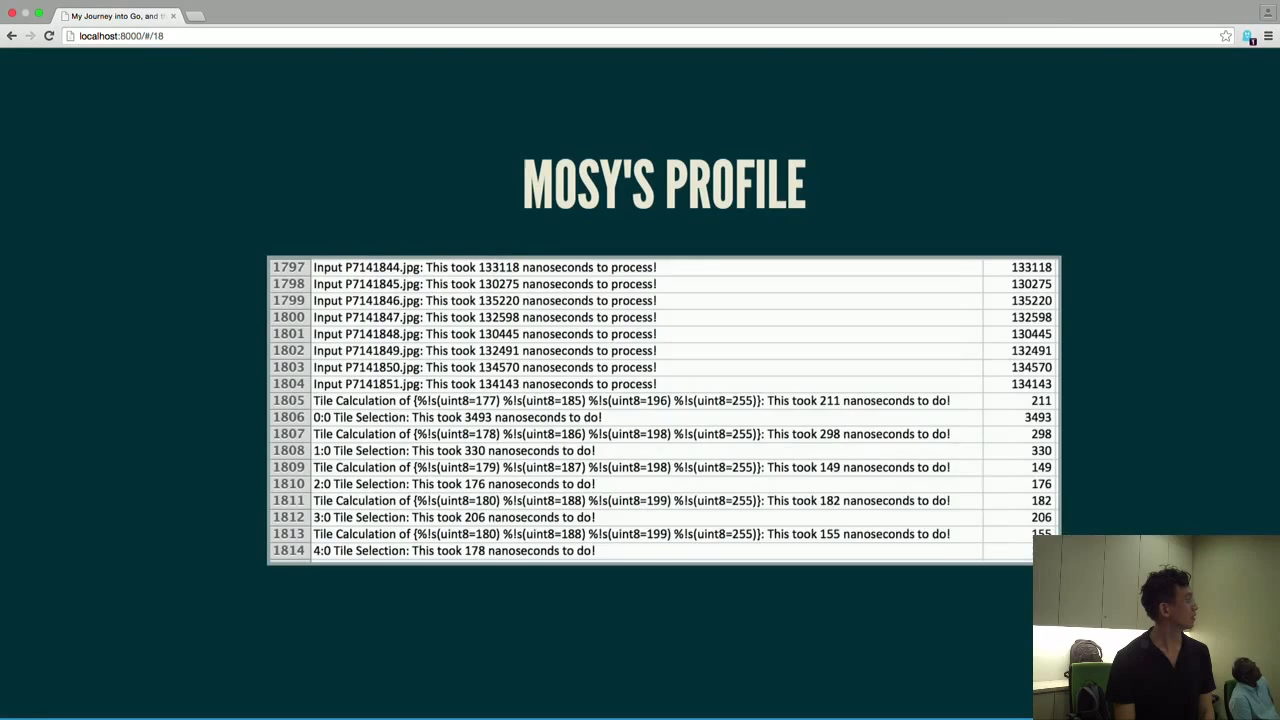 My Journey into Go, and th
localhost:8000/#/18
1
MOSY'S PROFILE
1797 Input P7141844.jpg: This took 133118 nanoseconds to process! 133118
1798 Input P7141845.jpg: This took 130275 nanoseconds to process! 130275
1799 Input P7141846.jpg: This took 135220 nanoseconds to process! 135220
1800 Input P7141847.jpg: This took 132598 nanoseconds to process! 132598
1801 Input P7141848.jpg: This took 130445 nanoseconds to process! 130445
1802 Input P7141849.jpg: This took 132491 nanoseconds to process! 132491
1803 Input P7141850.jpg: This took 134570 nanoseconds to process! 134570
1804 Input P7141851.jpg: This took 134143 nanoseconds to process! 134143
1805 Tile Calculation of {%!s(uint8=177) %!s(uint8=185) %!s(uint8=196) %!s(uint8=255)}: This took 211 nanoseconds to do! 211
1806 0:0 Tile Selection: This took 3493 nanoseconds to do! 3493
1807 Tile Calculation of {%!s(uint8=178) %!s(uint8=186) %!s(uint8=198) %!s(uint8=255)}: This took 298 nanoseconds to do! 298
1808 1:0 Tile Selection: This took 330 nanoseconds to do! 330
1809 Tile Calculation of {%!s(uint8=179) %!s(uint8=187) %!s(uint8=198) %!s(uint8=255)}: This took 149 nanoseconds to do! 149
1810 2:0 Tile Selection: This took 176 nanoseconds to do! 176
1811 Tile Calculation of {%!s(uint8=180) %!s(uint8=188) %!s(uint8=199) %!s(uint8=255)}: This took 182 nanoseconds to do! 182
1812 3:0 Tile Selection: This took 206 nanoseconds to do! 206
1813 Tile Calculation of {%!s(uint8=180) %!s(uint8=188) %!s(uint8=199) %!s(uint8=255)}: This took 155 nanoseconds to do! 155
1814 4:0 Tile Selection: This took 178 nanoseconds to do!